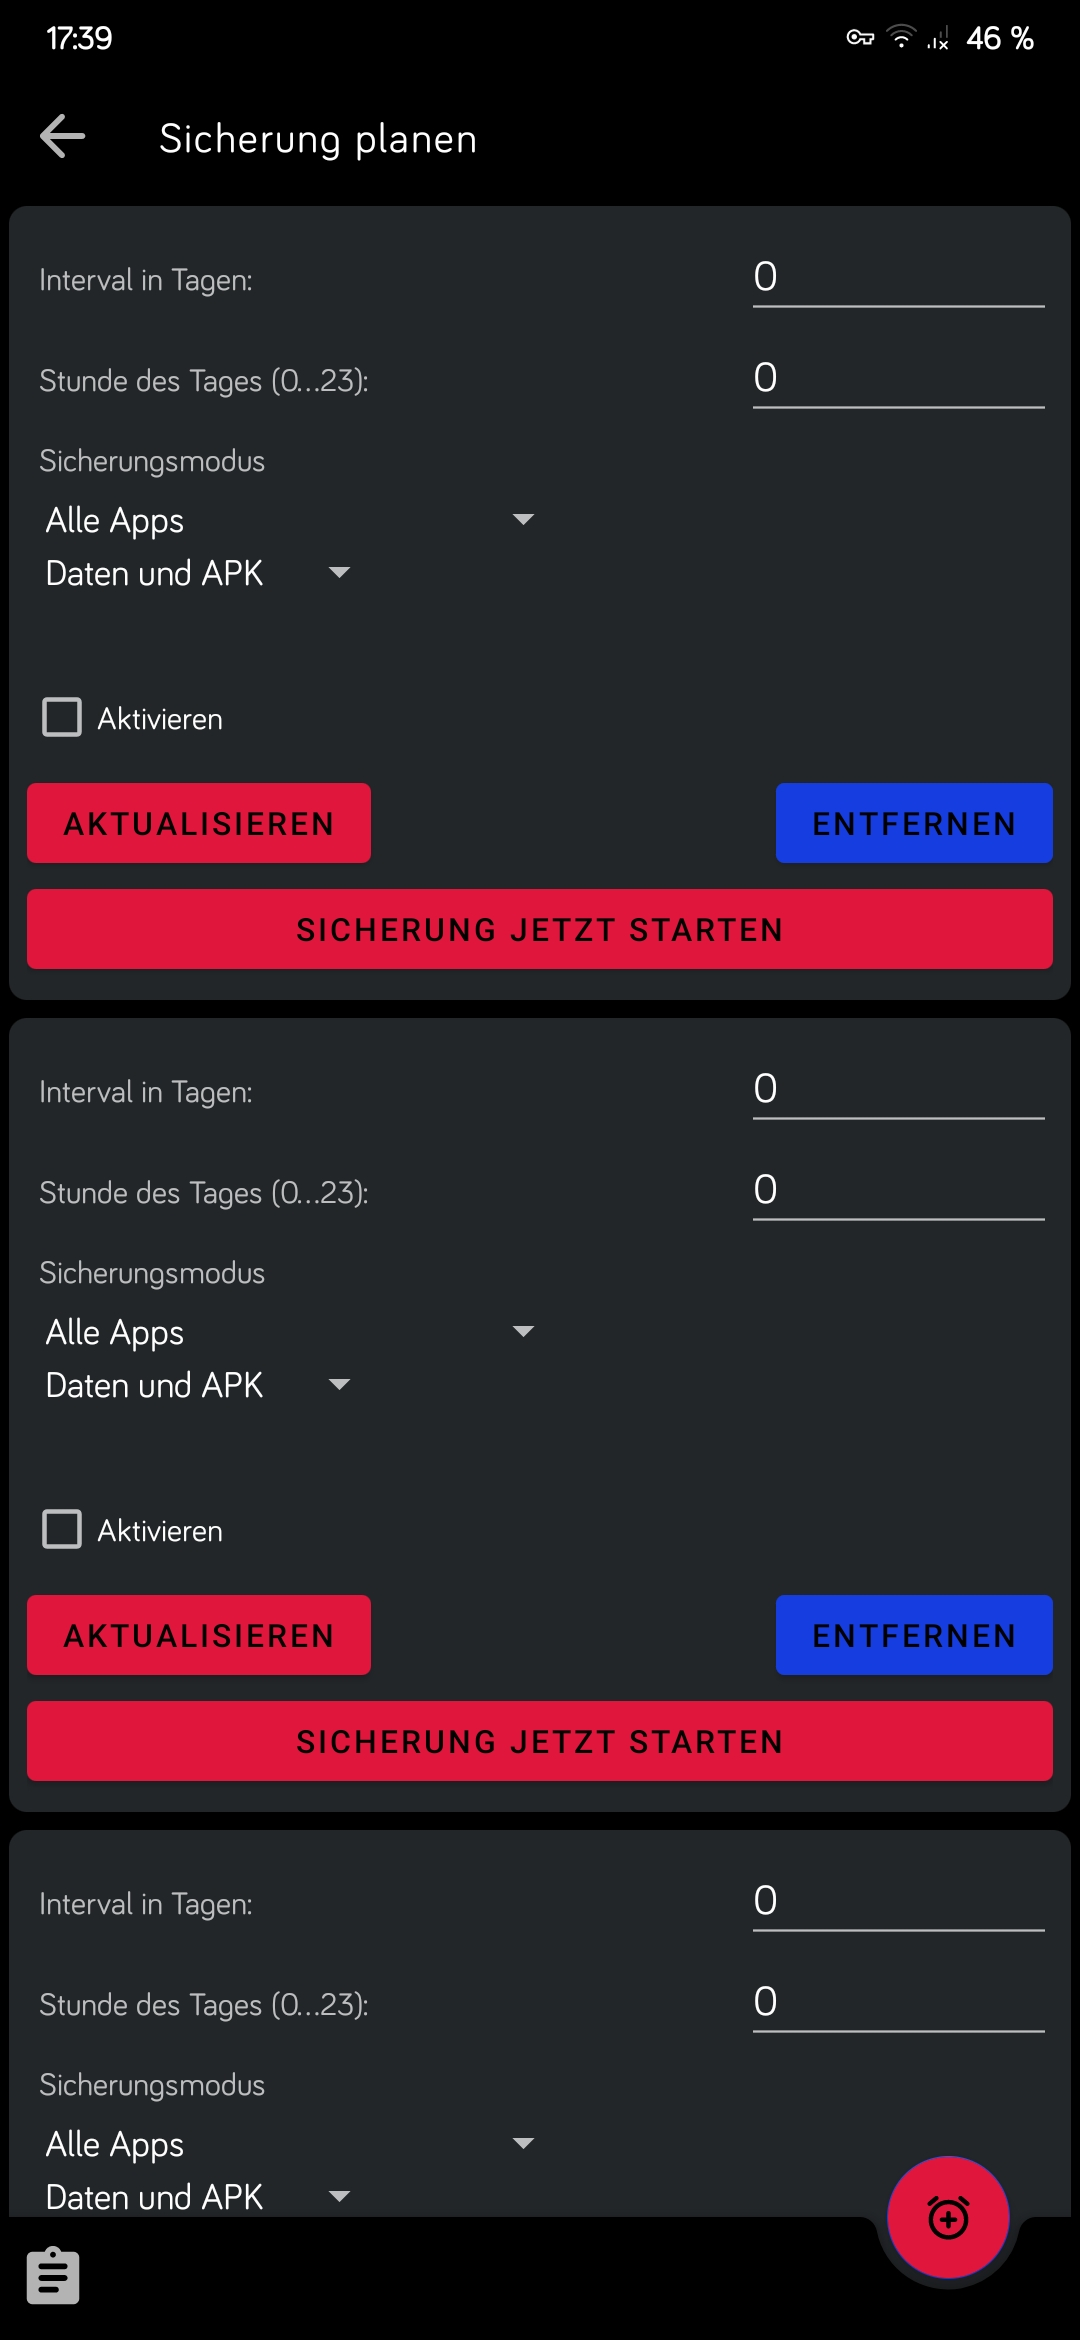 17:39
46 %
Sicherung planen
Interval in Tagen:
0
Stunde des Tages (0...23):
0
Sicherungsmodus
Alle Apps
Daten und APK
Aktivieren
AKTUALISIEREN
ENTFERNEN
SICHERUNG JETZT STARTEN
Interval in Tagen:
0
Stunde des Tages (0...23):
0
Sicherungsmodus
Alle Apps
Daten und APK
Aktivieren
AKTUALISIEREN
ENTFERNEN
SICHERUNG JETZT STARTEN
Interval in Tagen:
0
Stunde des Tages (0...23):
0
Sicherungsmodus
Alle Apps
Daten und APK